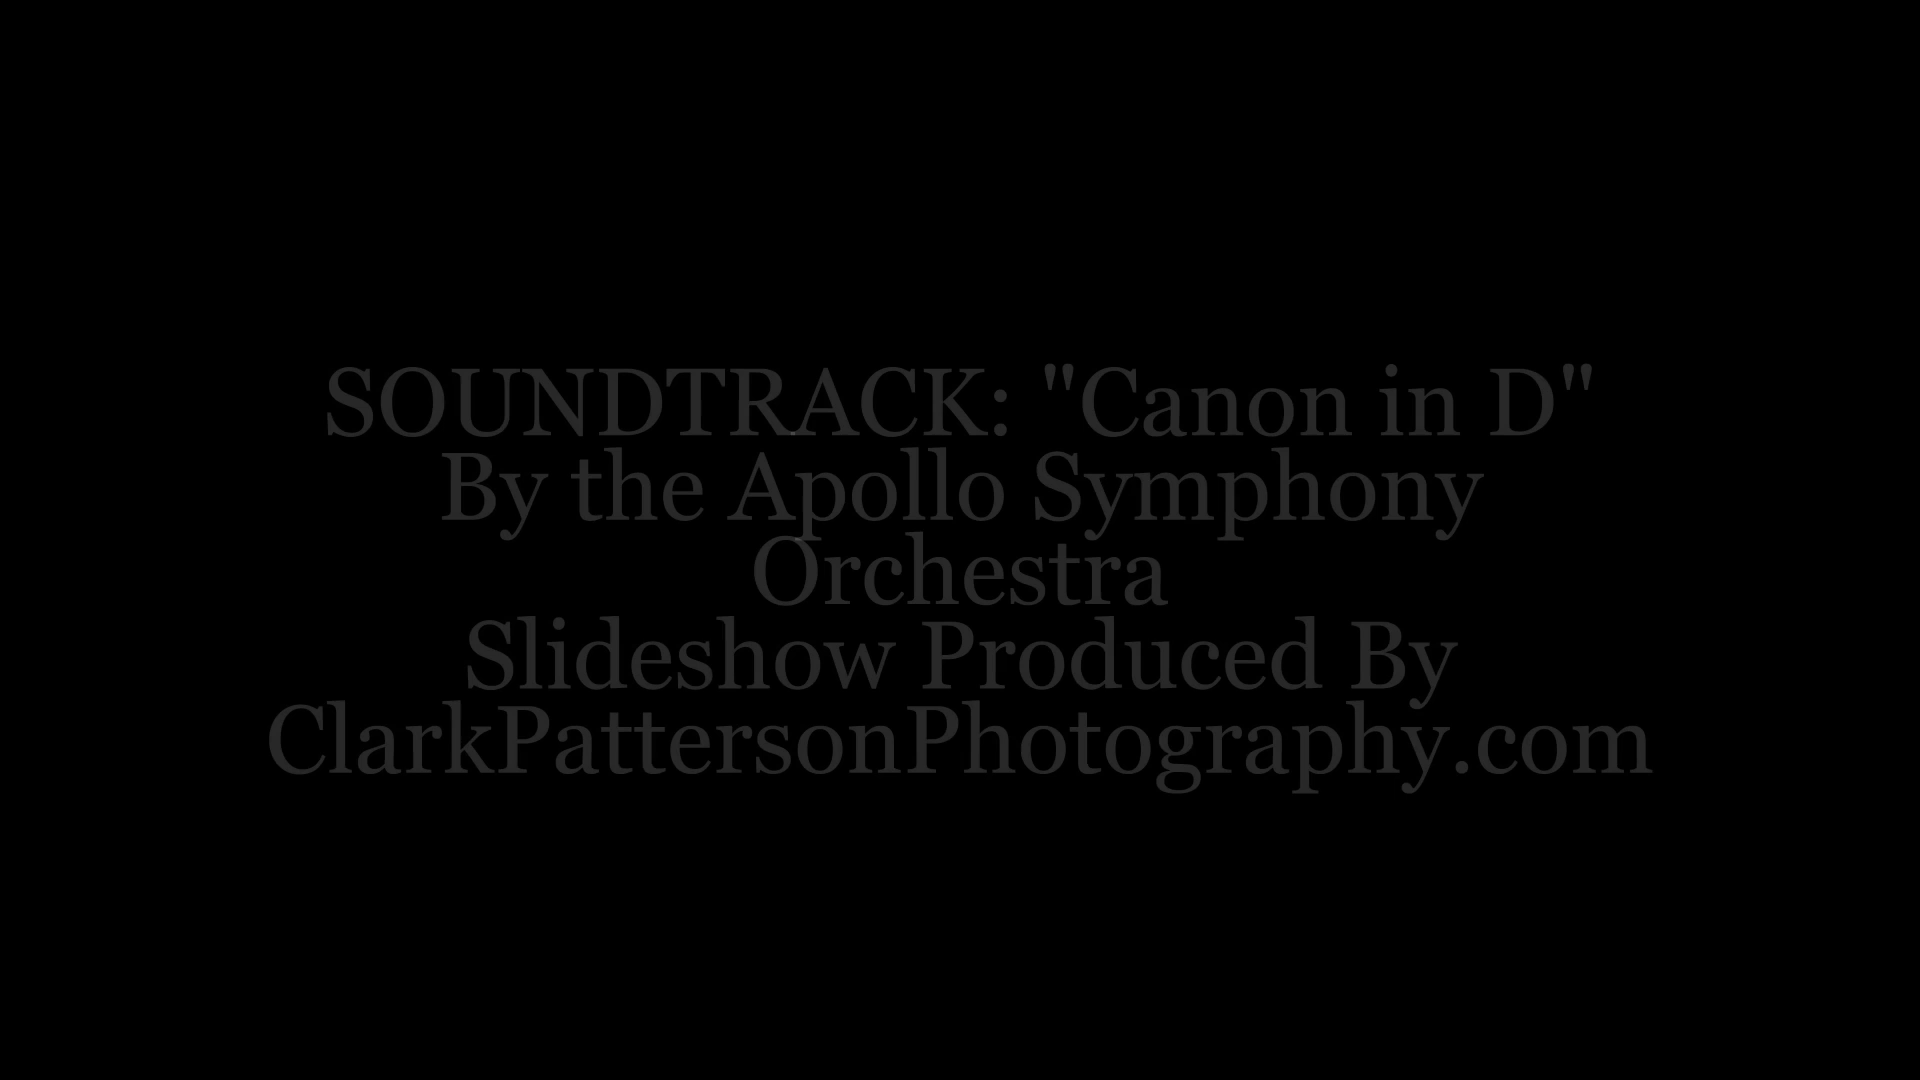 SOUNDTRACK: "Canon in D"
By the Apollo Symphony
Orchestra
Slideshow Produced By
ClarkPattersonPhotography.com